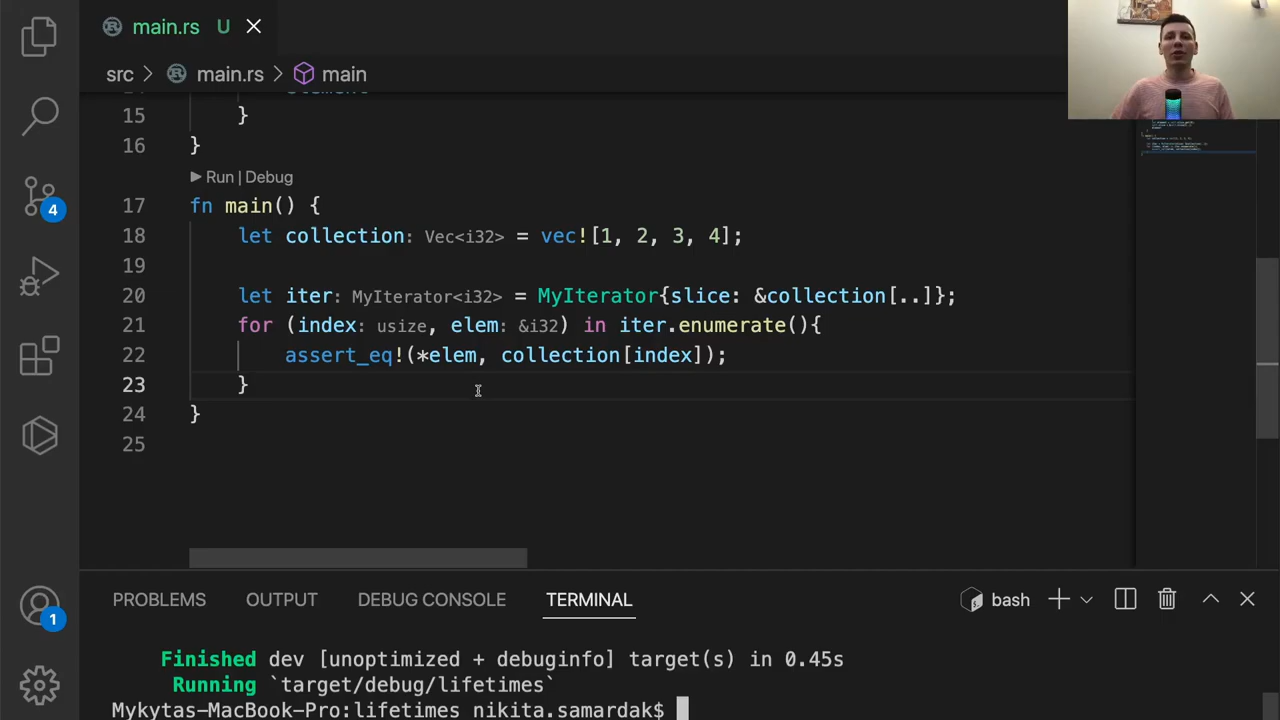 main.rs U
src > main.rs > main
15 }
16 }
Run | Debug
17 fn main() {
18 let collection: Vec<i32> = vec![1, 2, 3, 4];
19
20 let iter: MyIterator<i32> = MyIterator{slice: &collection[..]};
21 for (index: usize, elem: &i32) in iter.enumerate(){
22 assert_eq!(*elem, collection[index]);
23 }
24 }
25
4
1
PROBLEMS OUTPUT DEBUG CONSOLE TERMINAL bash
Finished dev [unoptimized + debuginfo] target(s) in 0.45s
Running `target/debug/lifetimes`
Mykytas-MacBook-Pro:lifetimes nikita.samardak$